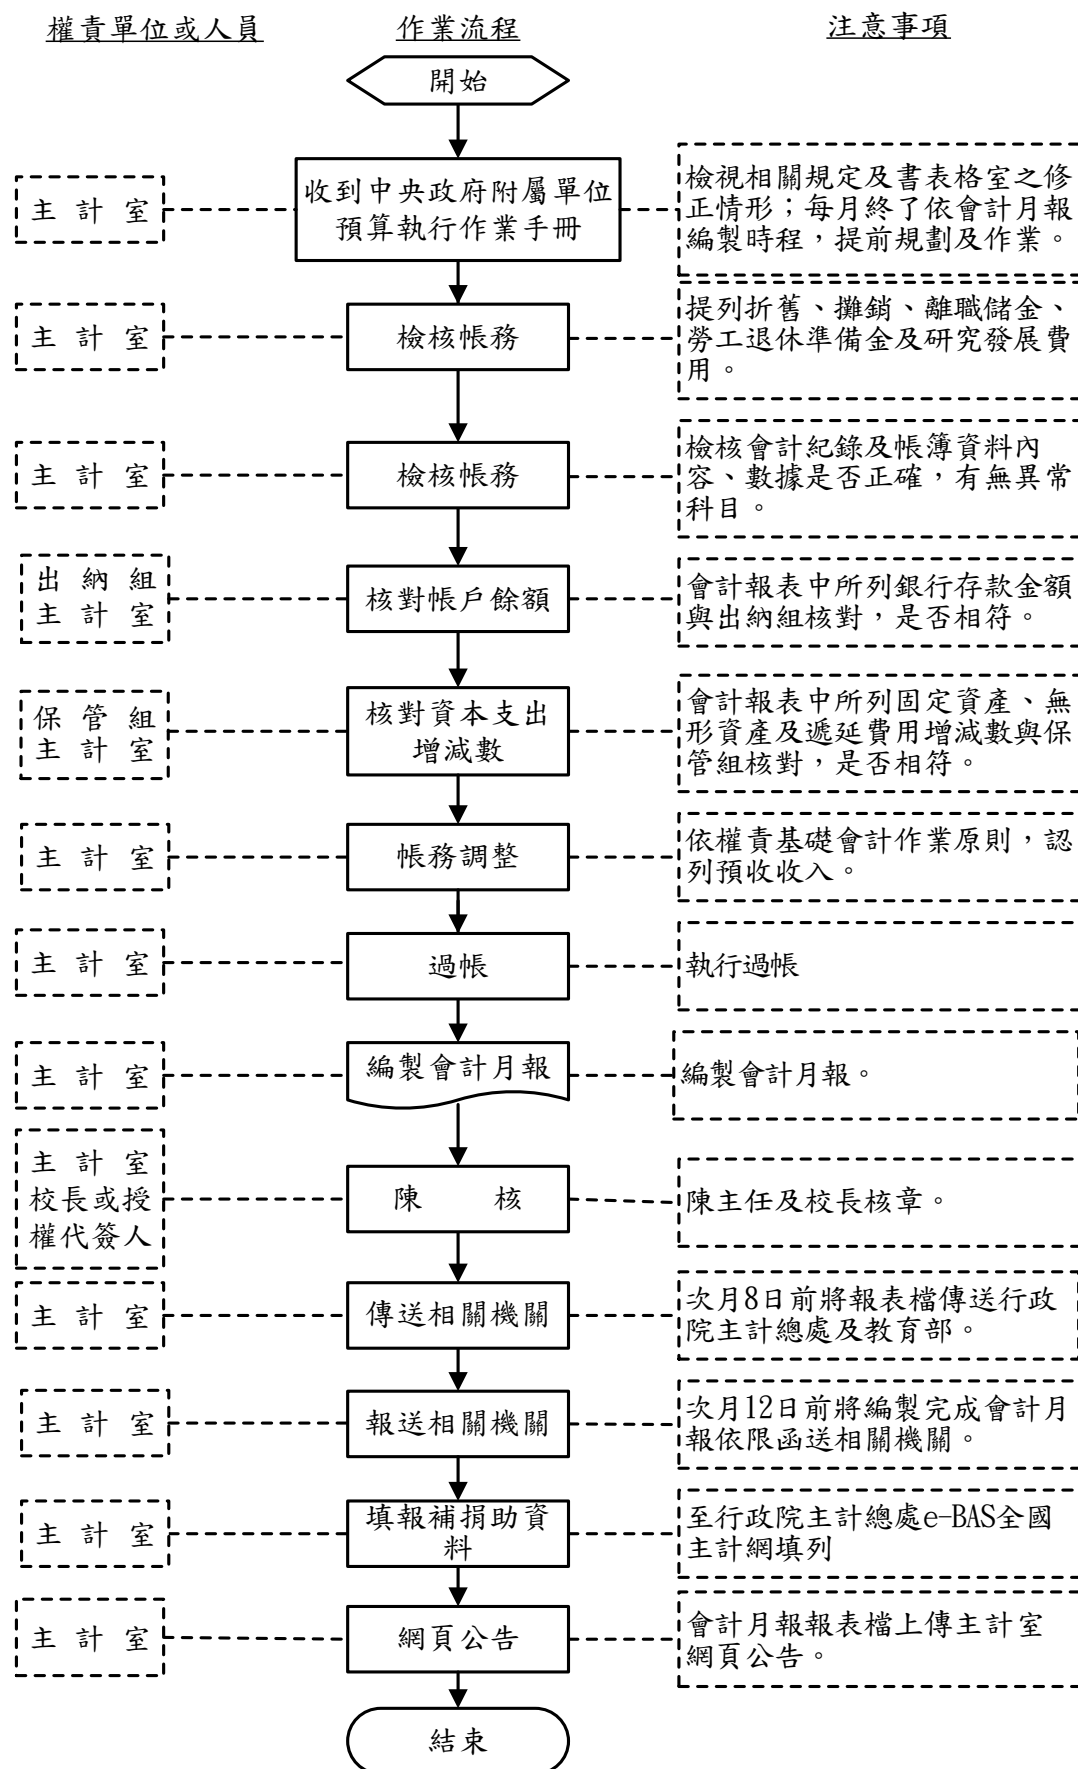 權責單位或人員 作業流程 注意事項
開始
主計室
收到中央政府附屬單位
預算執行作業手冊
檢視相關規定及書表格室之修
正情形；每月終了依會計月報
編製時程，提前規劃及作業。
主計室
檢核帳務
提列折舊、攤銷、離職儲金、
勞工退休準備金及研究發展費
用。
主計室
檢核帳務
檢核會計紀錄及帳簿資料內
容、數據是否正確，有無異常
科目。
出納組
主計室
核對帳戶餘額
會計報表中所列銀行存款金額
與出納組核對，是否相符。
保管組
主計室
核對資本支出
增減數
會計報表中所列固定資產、無
形資產及遞延費用增減數與保
管組核對，是否相符。
主計室
帳務調整
依權責基礎會計作業原則，認
列預收收入。
主計室
過帳
執行過帳
主計室
編製會計月報
編製會計月報。
主計室
校長或授
權代簽人
陳 核
陳主任及校長核章。
主計室
傳送相關機關
次月8日前將報表檔傳送行政
院主計總處及教育部。
主計室
報送相關機關
次月12日前將編製完成會計月
報依限函送相關機關。
主計室
填報補捐助資
料
至行政院主計總處e-BAS全國
主計網填列
主計室
網頁公告
會計月報報表檔上傳主計室
網頁公告。
結束